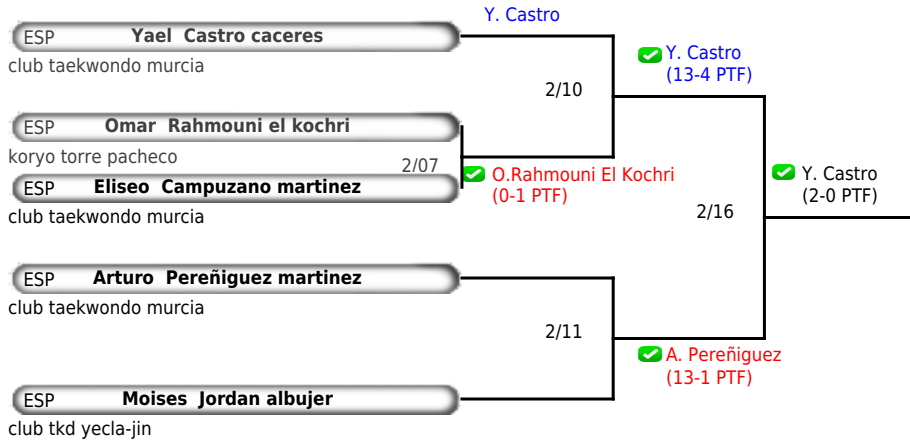 Y. Castro
ESP Yael Castro caceres
club taekwondo murcia
Y. Castro
(13-4 PTF)
2/10
ESP Omar Rahmouni el kochri
koryo torre pacheco
2/07
O.Rahmouni El Kochri
(0-1 PTF)
ESP Eliseo Campuzano martinez
club taekwondo murcia
Y. Castro
(2-0 PTF)
2/16
ESP Arturo Pereñiguez martinez
club taekwondo murcia
2/11
A. Pereñiguez
(13-1 PTF)
ESP Moises Jordan albujer
club tkd yecla-jin